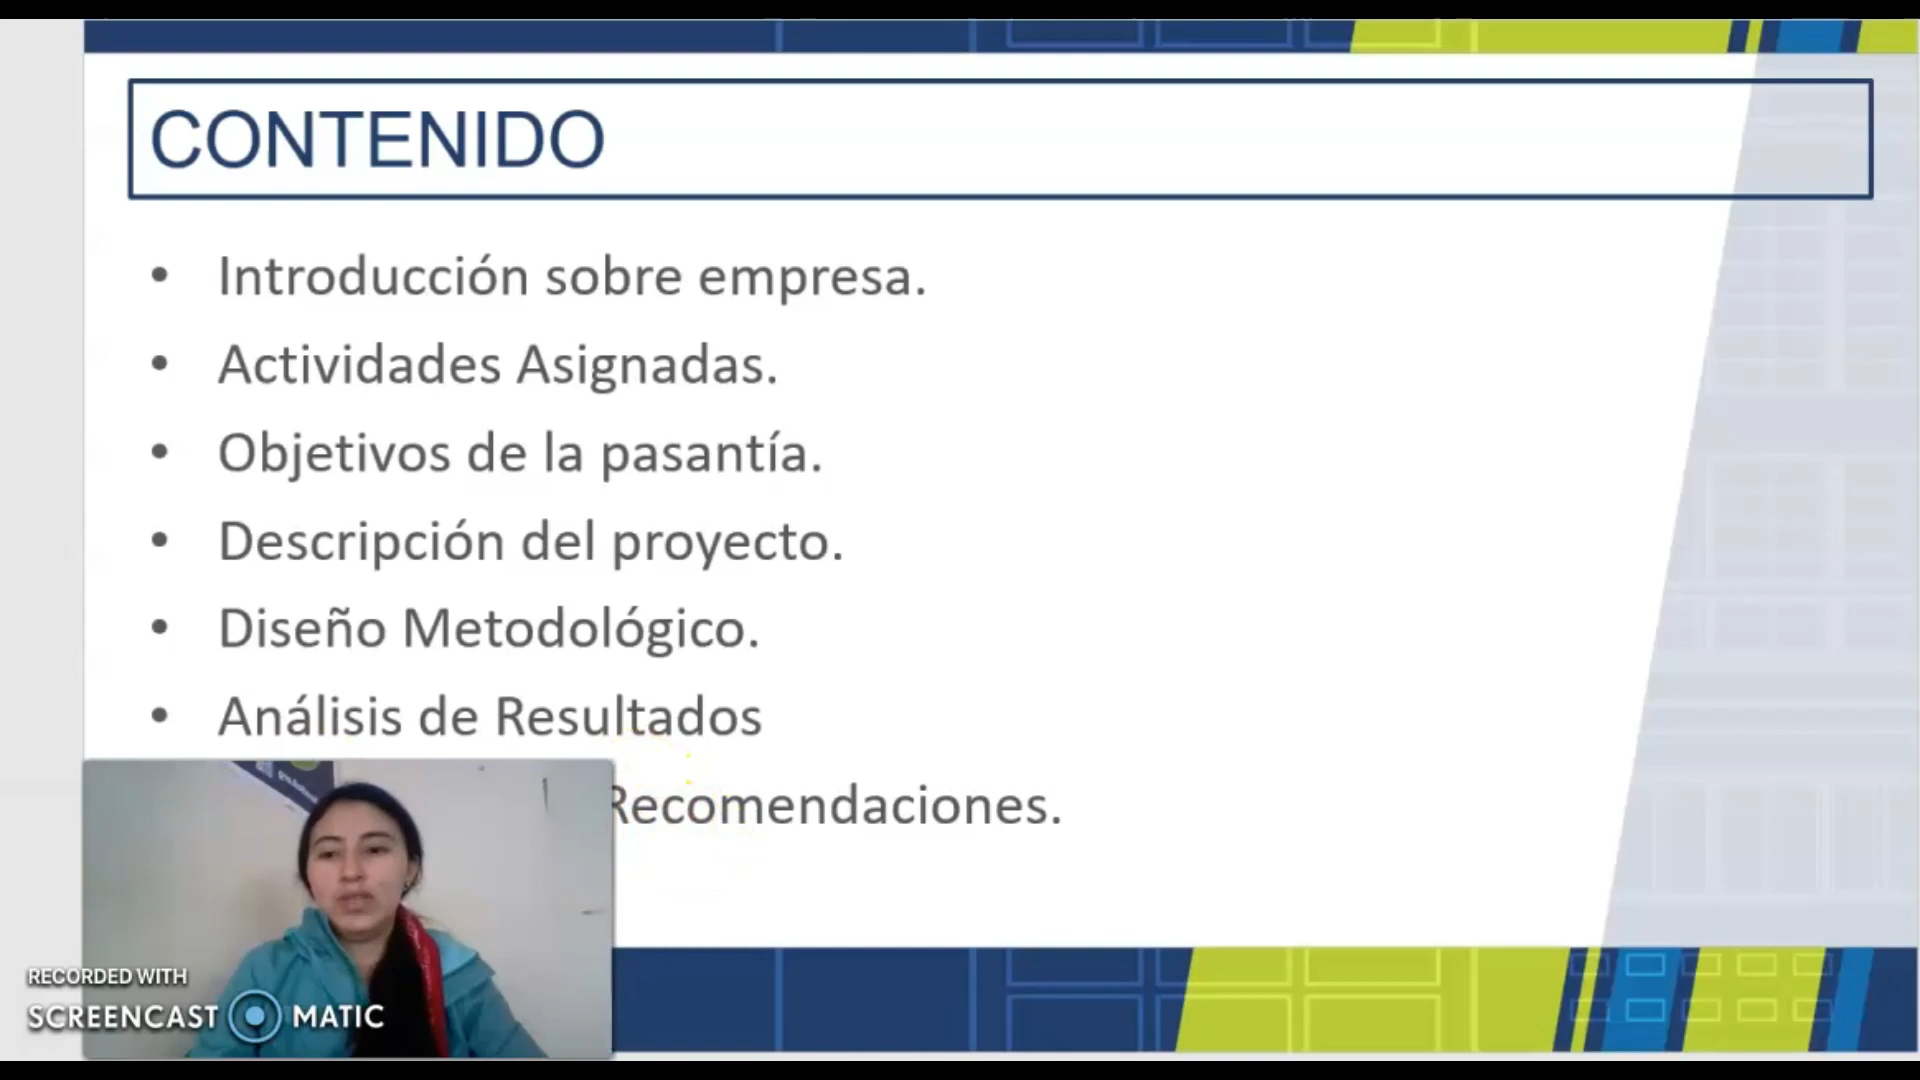 CONTENIDO
• Introducción sobre empresa.
• Actividades Asignadas.
• Objetivos de la pasantía.
• Descripción del proyecto.
• Diseño Metodológico.
• Análisis de Resultados
Recomendaciones.
RECORDED WITH
SCREENCAST MATIC